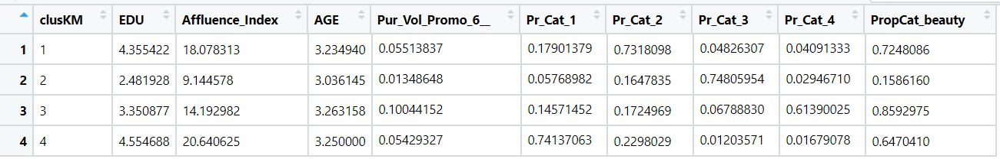 clusKM EDU Affluence_Index AGE Pur_Vol_Promo_6__ Pr_Cat_1 Pr_Cat_2 Pr_Cat_3 Pr_Cat_4 PropCat_beauty
1 1 4.355422 18.078313 3.234940 0.05513837 0.17901379 0.7318098 0.04826307 0.04091333 0.7248086
2 2 2.481928 9.144578 3.036145 0.01348648 0.05768982 0.1647835 0.74805954 0.02946710 0.1586160
3 3 3.350877 14.192982 3.263158 0.10044152 0.14571452 0.1724969 0.06788830 0.61390025 0.8592975
4 4 4.554688 20.640625 3.250000 0.05429327 0.74137063 0.2298029 0.01203571 0.01679078 0.6470410